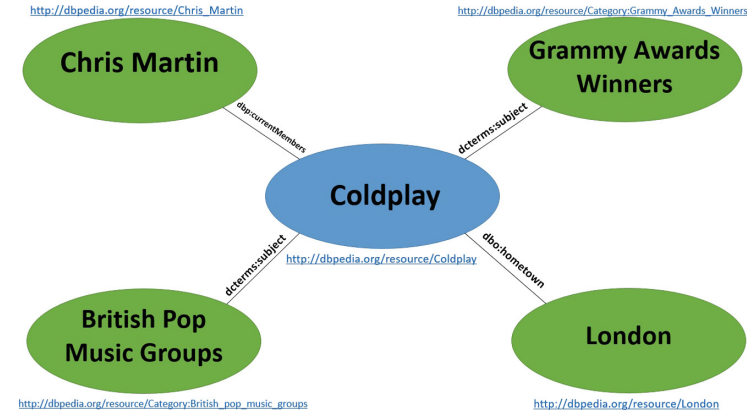 http://dbpedia.org/resource/Chris_Martin
http://dbpedia.org/resource/Category:Grammy_Awards_Winners
Chris Martin
Grammy Awards
Winners
dbp:currentMembers
dcterms:subject
Coldplay
http://dbpedia.org/resource/Coldplay
dcterms:subject
dbo:hometown
British Pop
Music Groups
London
http://dbpedia.org/resource/Category:British_pop_music_groups
http://dbpedia.org/resource/London